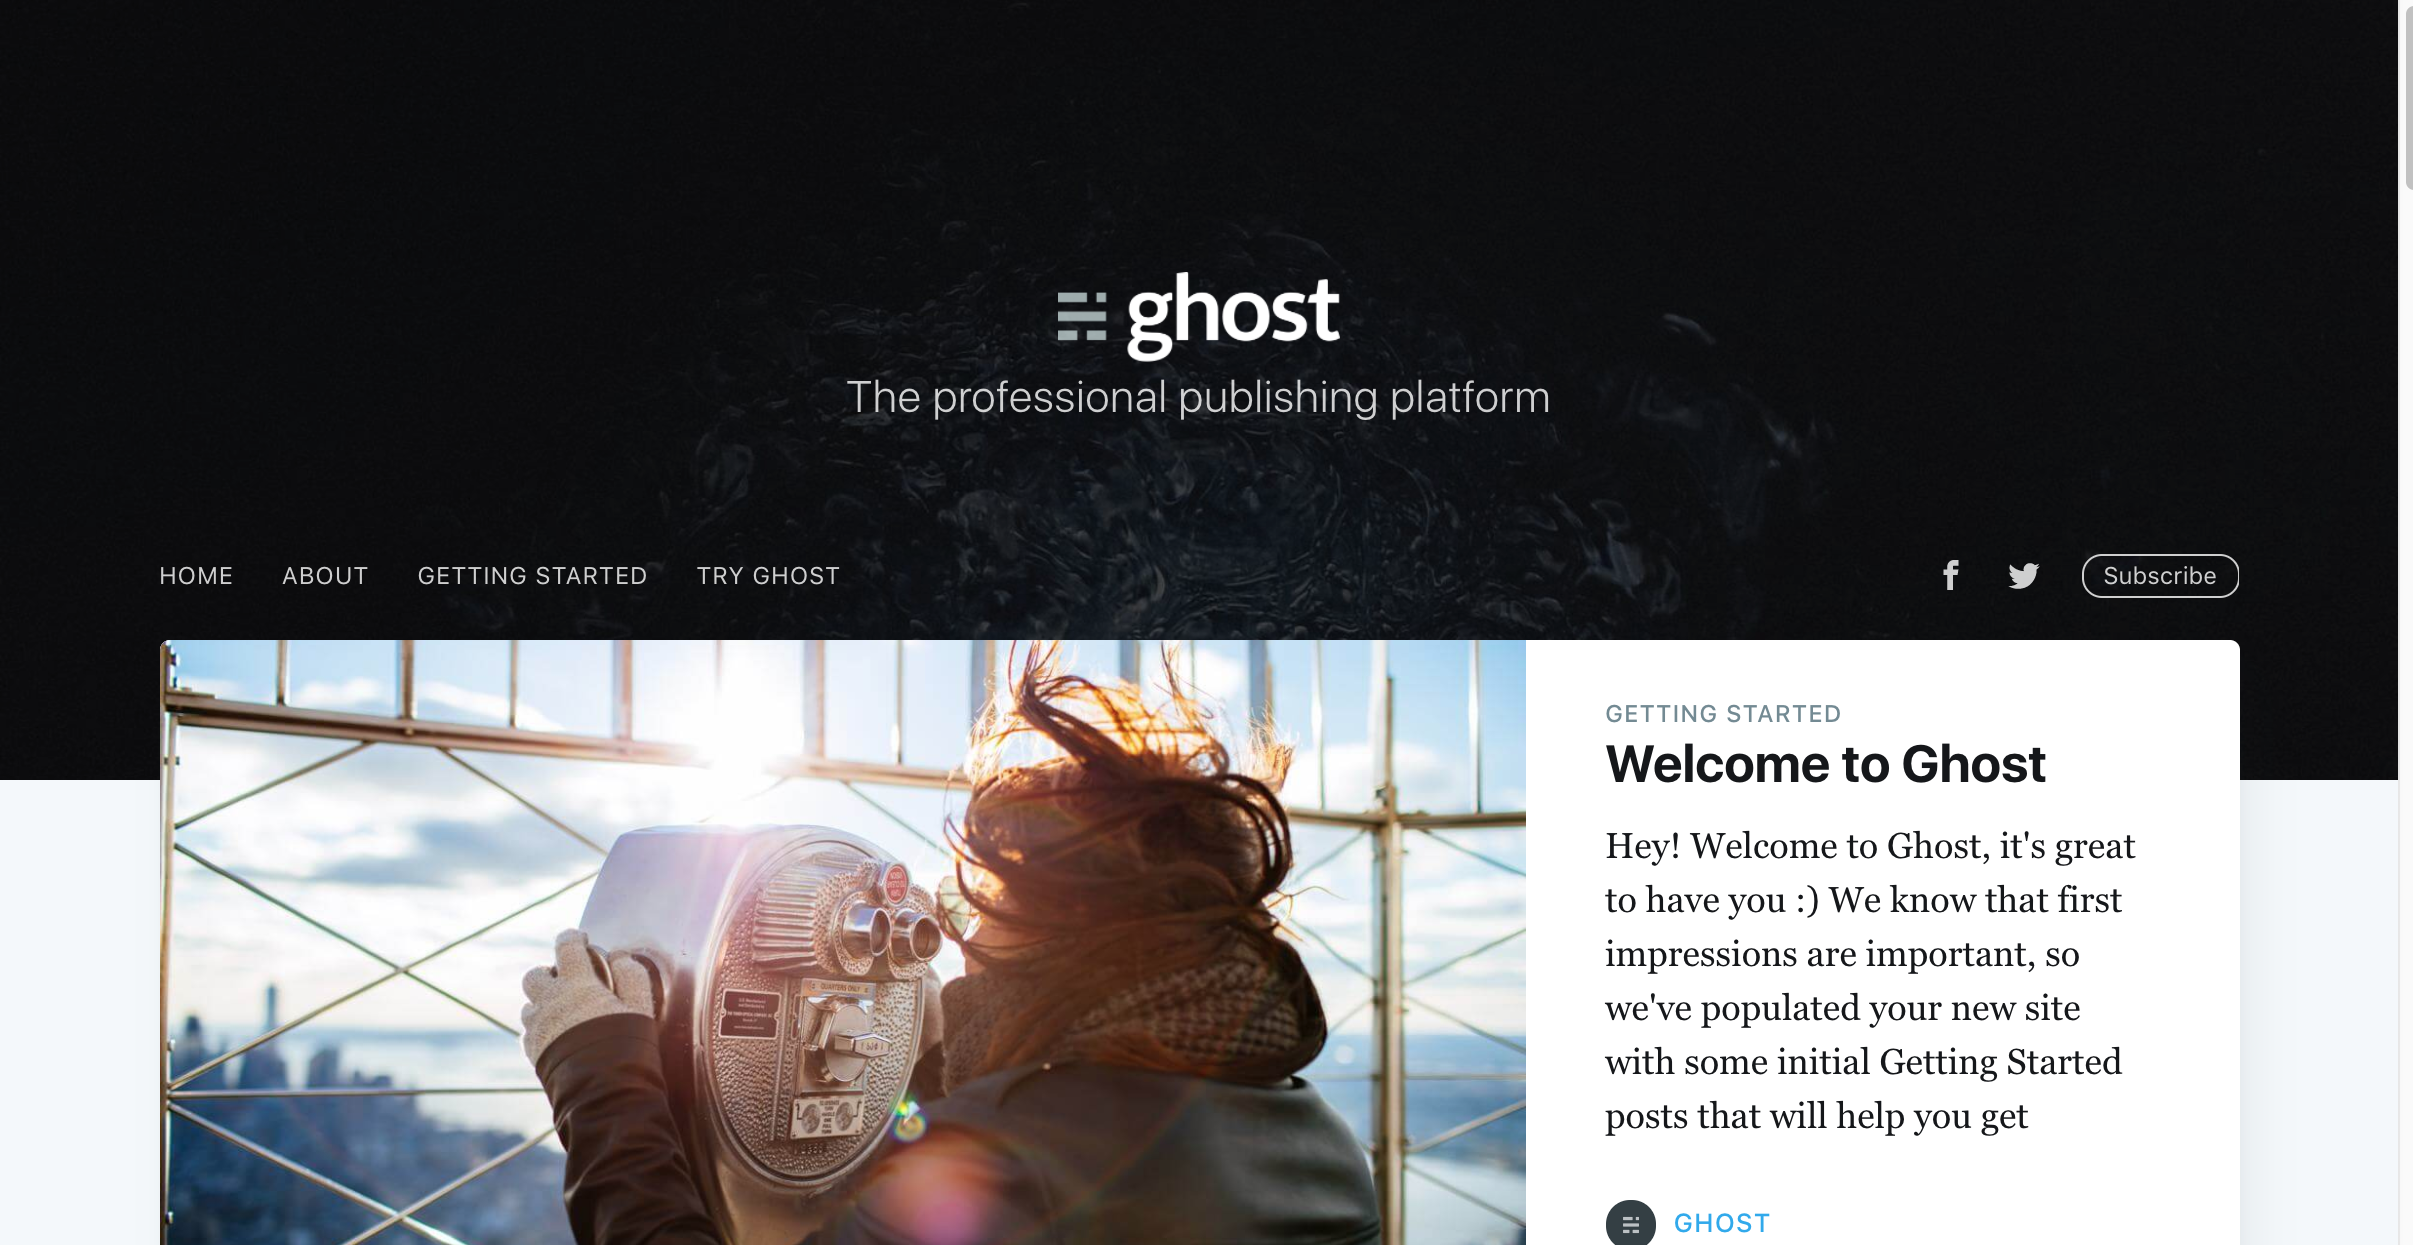 ghost
The professional publishing platform
HOME ABOUT GETTING STARTED TRY GHOST
Subscribe
GETTING STARTED
Welcome to Ghost
Hey! Welcome to Ghost, it's great
to have you :) We know that first
impressions are important, so
we've populated your new site
with some initial Getting Started
posts that will help you get
GHOST
QUARTERS ONLY